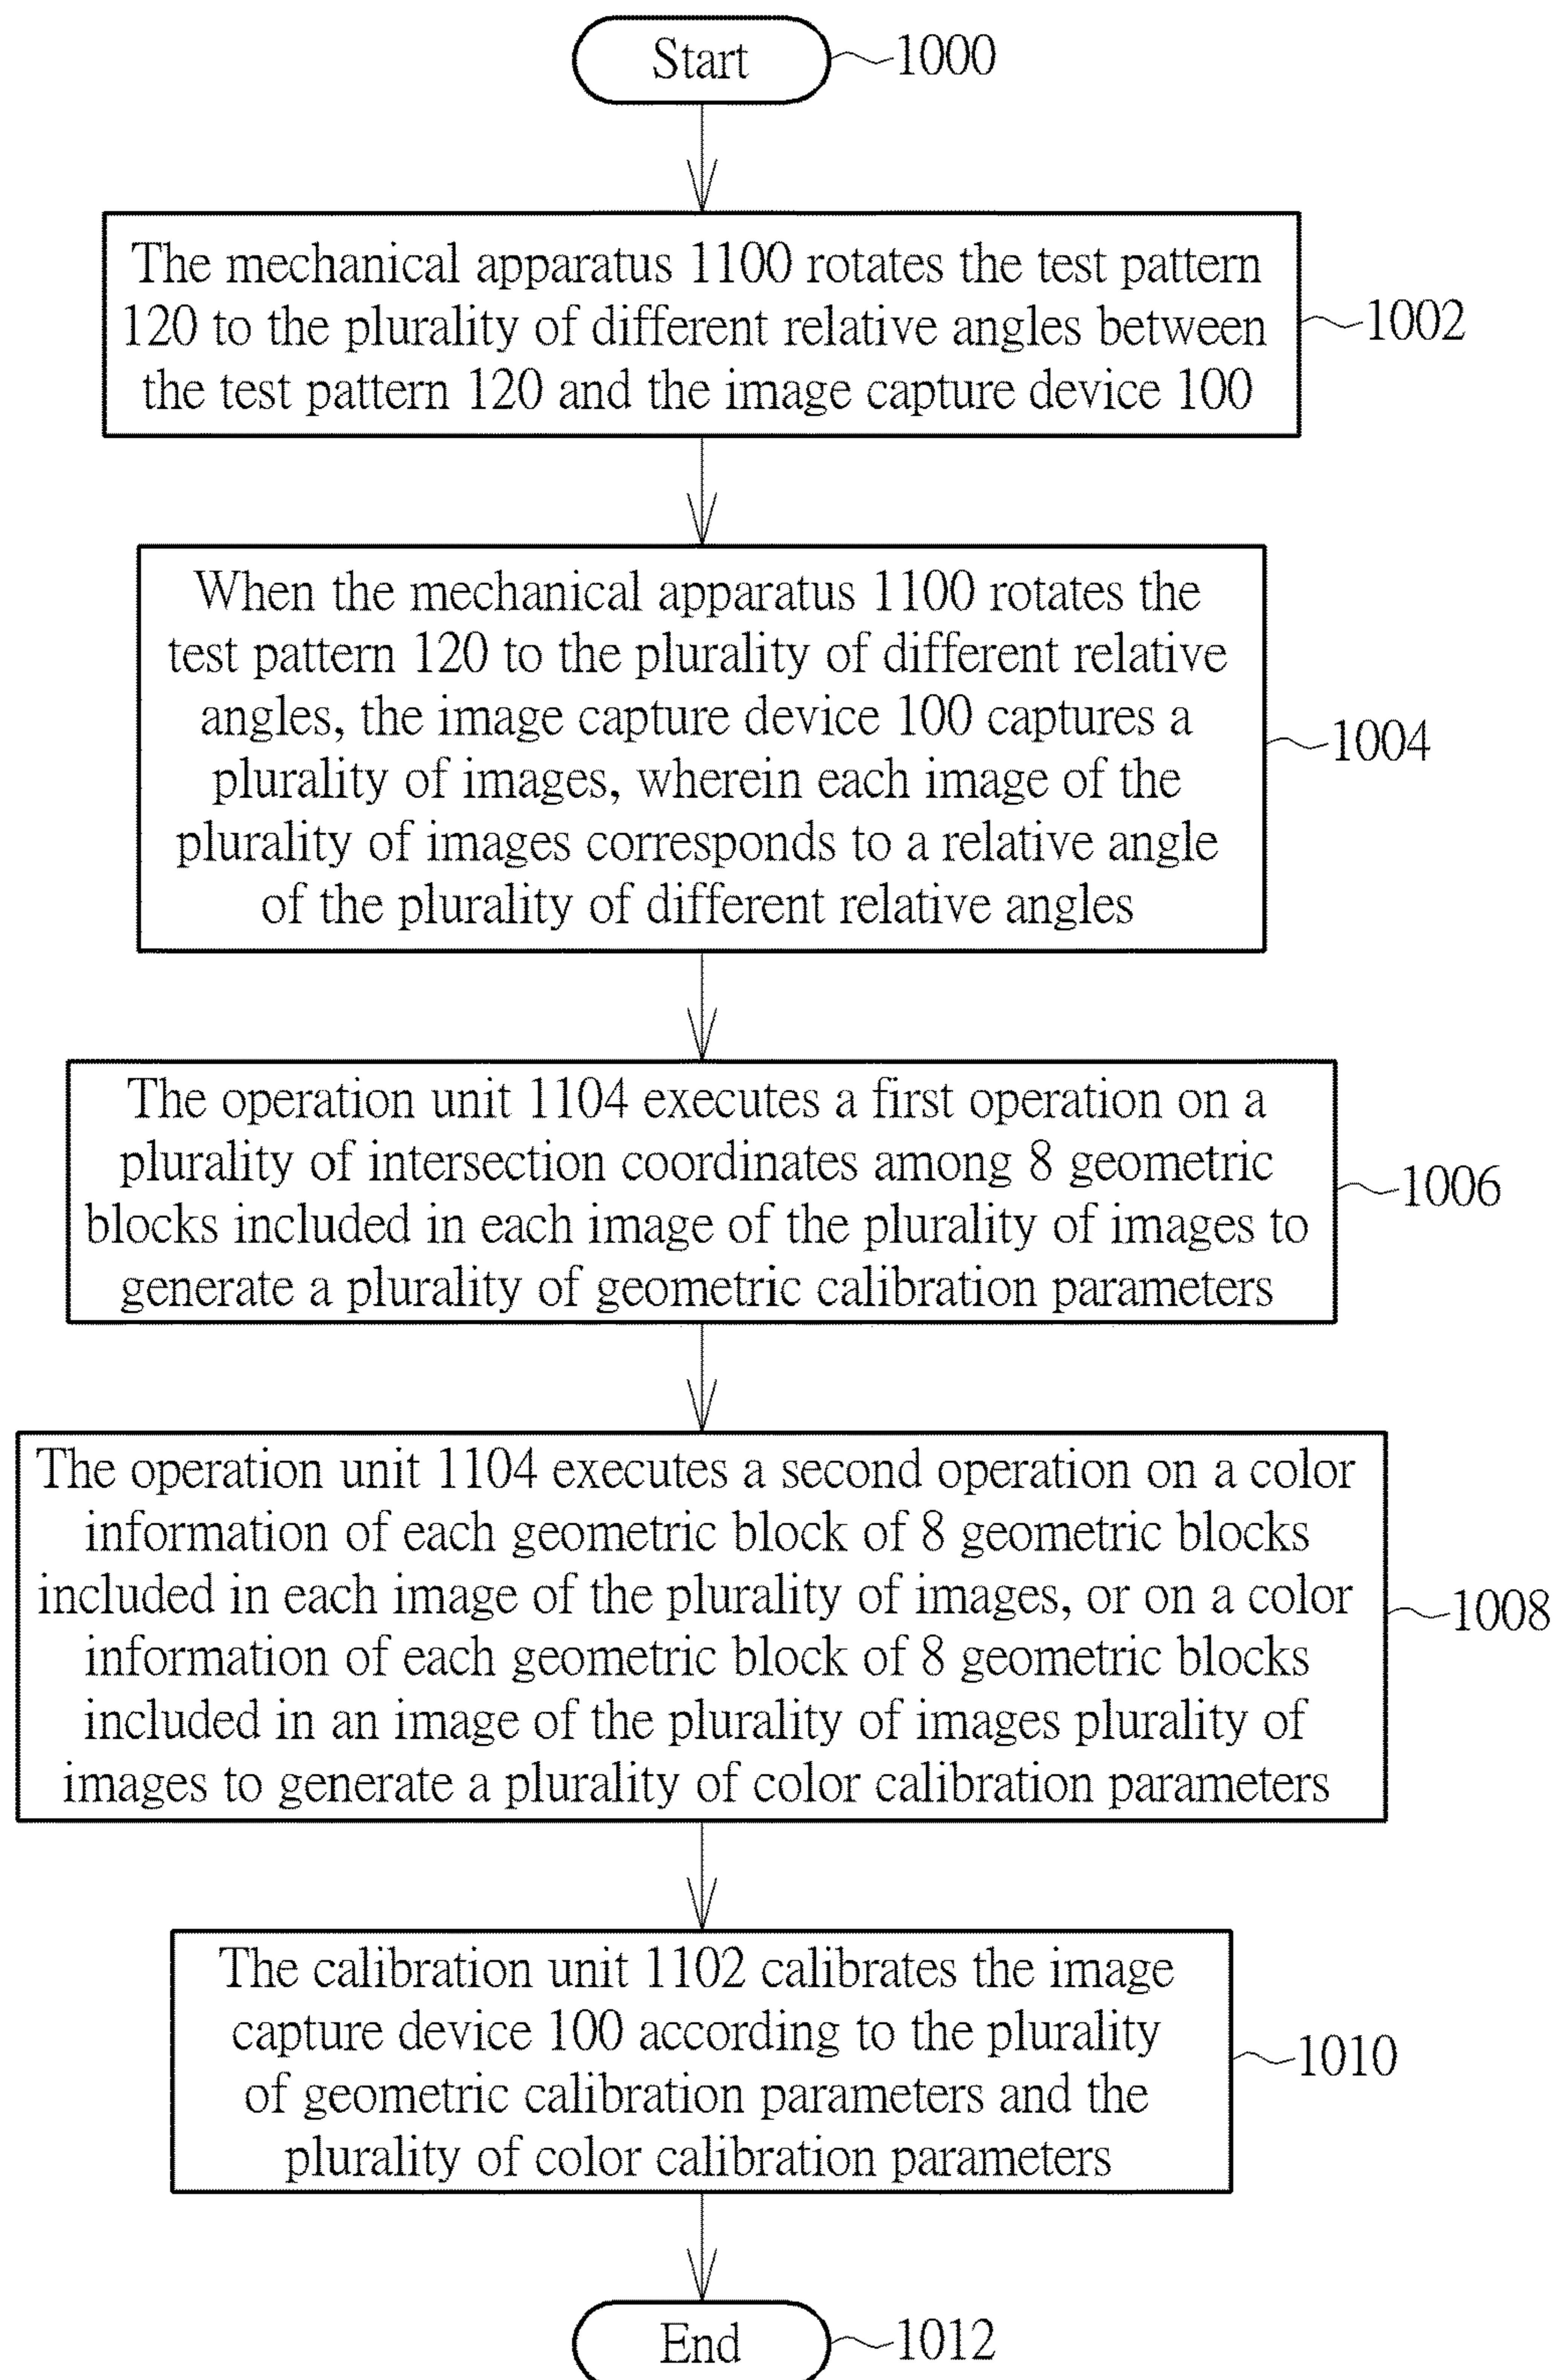 Start
1000
The mechanical apparatus 1100 rotates the test pattern
120 to the plurality of different relative angles between
the test pattern 120 and the image capture device 100
1002
When the mechanical apparatus 1100 rotates the
test pattern 120 to the plurality of different relative
angles, the image capture device 100 captures a
plurality of images, wherein each image of the
plurality of images corresponds to a relative angle
of the plurality of different relative angles
1004
The operation unit 1104 executes a first operation on a
plurality of intersection coordinates among 8 geometric
blocks included in each image of the plurality of images to
generate a plurality of geometric calibration parameters
1006
The operation unit 1104 executes a second operation on a color
information of each geometric block of 8 geometric blocks
included in each image of the plurality of images, or on a color
information of each geometric block of 8 geometric blocks
included in an image of the plurality of images plurality of
images to generate a plurality of color calibration parameters
1008
The calibration unit 1102 calibrates the image
capture device 100 according to the plurality
of geometric calibration parameters and the
plurality of color calibration parameters
1010
End
1012